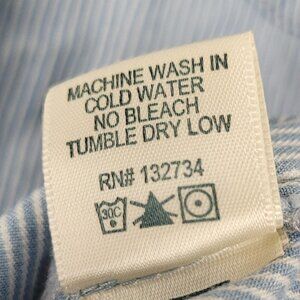 MACHINE WASH IN
COLD WATER
NO BLEACH
TUMBLE DRY LOW
RN# 132734
30C